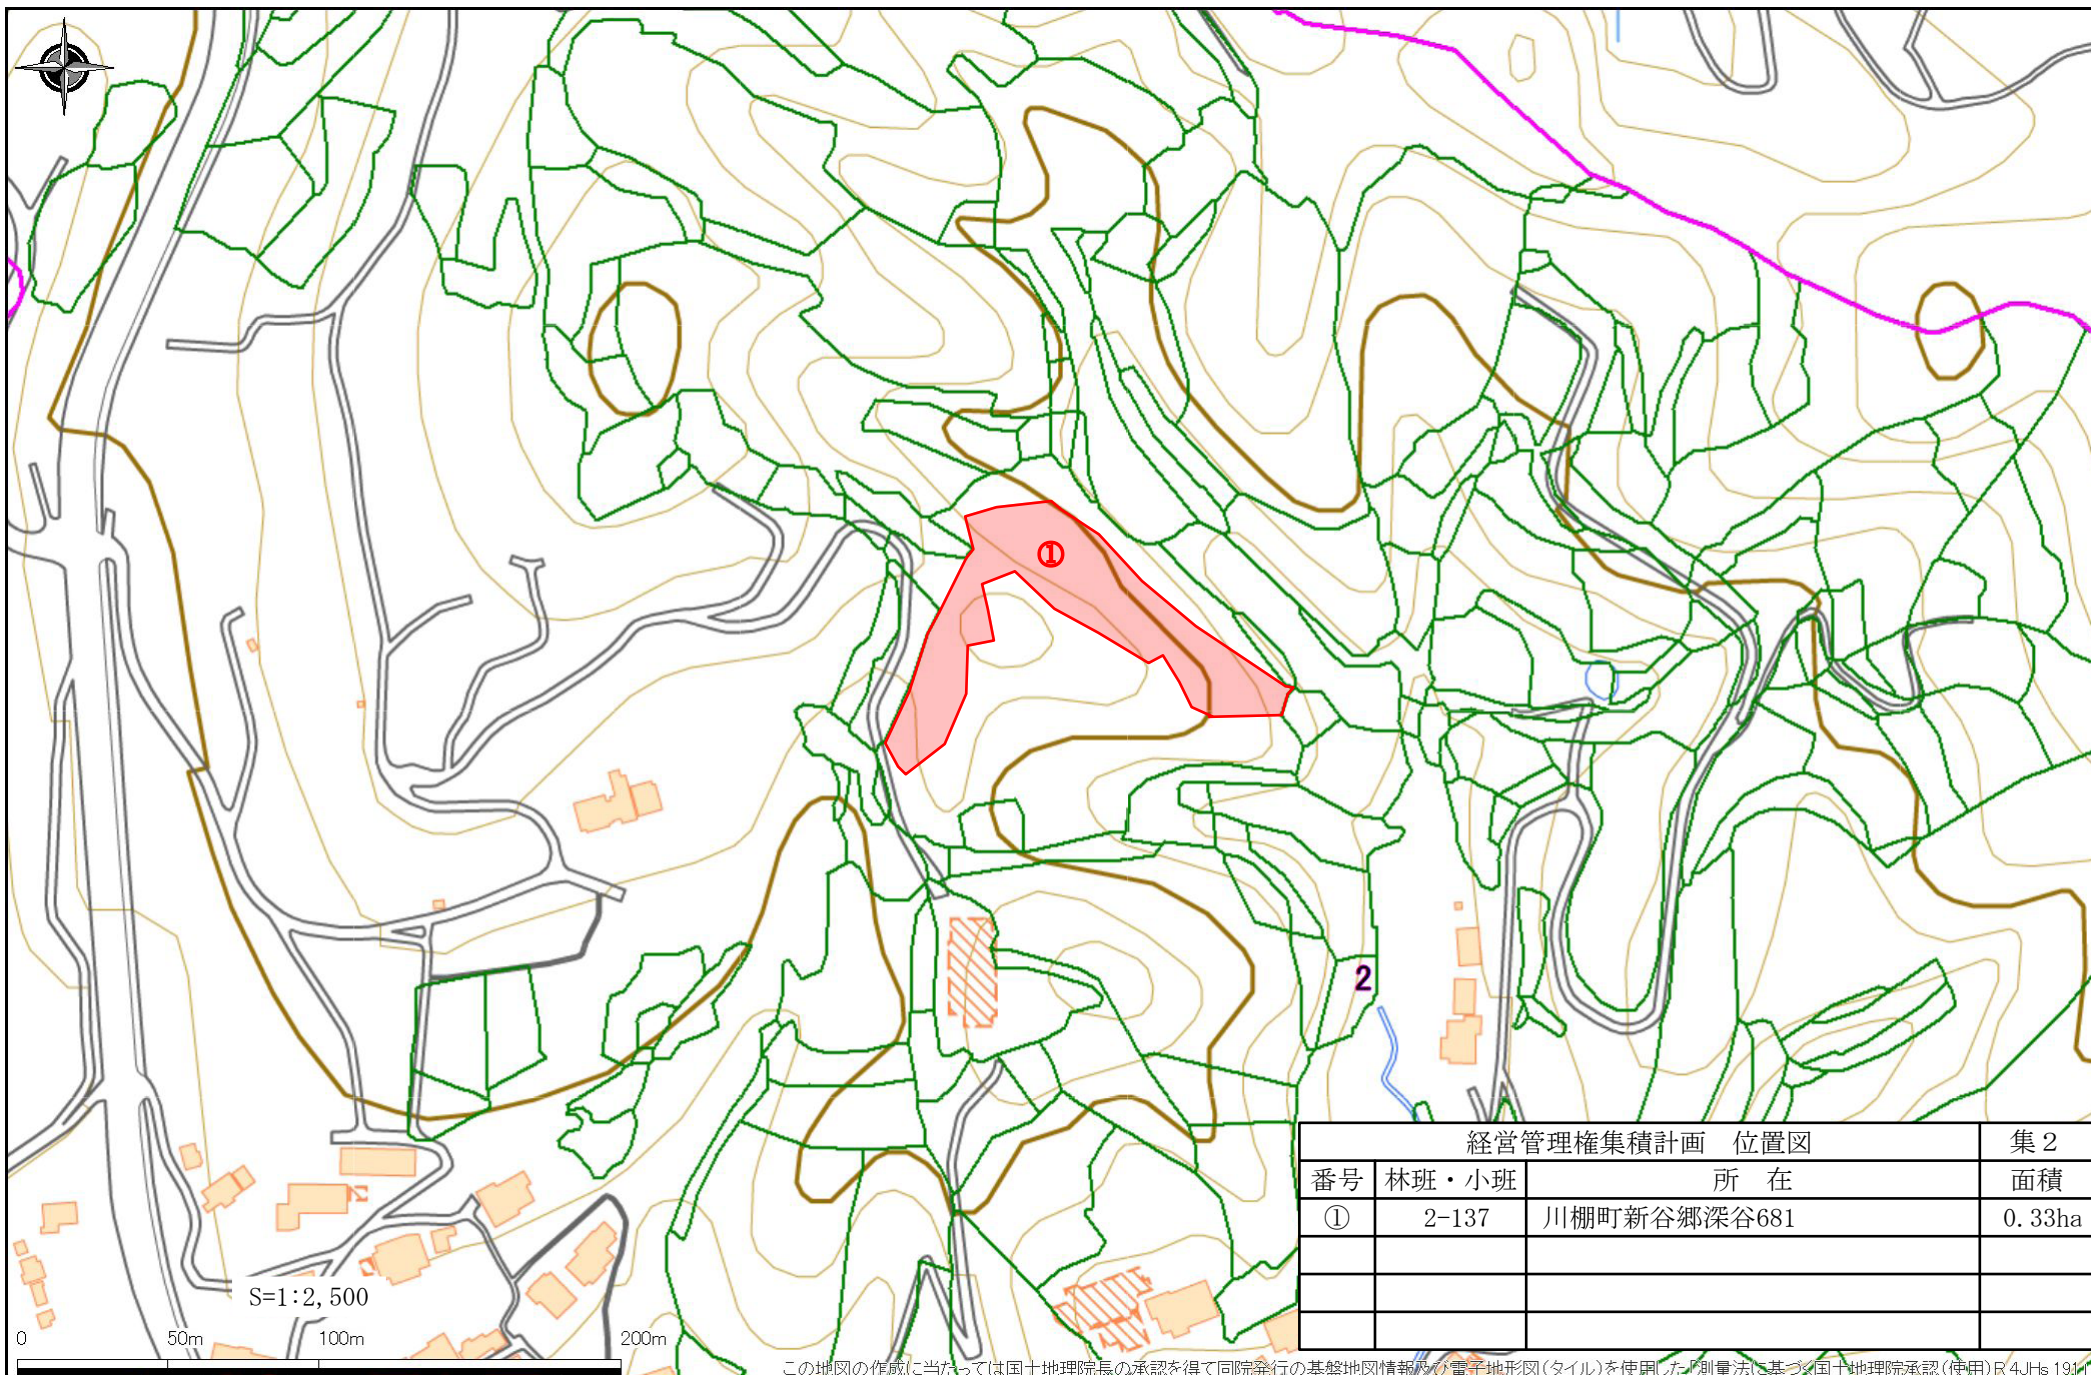 ①
2
経営管理権集積計画 位置図 集2
番号 林班・小班 所 在 面積
① 2-137 川棚町新谷郷深谷681 0.33ha
S=1:2,500
0 50m 100m 200m
この地図の作成に当たっては国土地理院長の承認を得て同院発行の基盤地図情報及び電子地形図(タイル)を使用した「測量法に基づく国土地理院承認(使用)R 4JHs 191